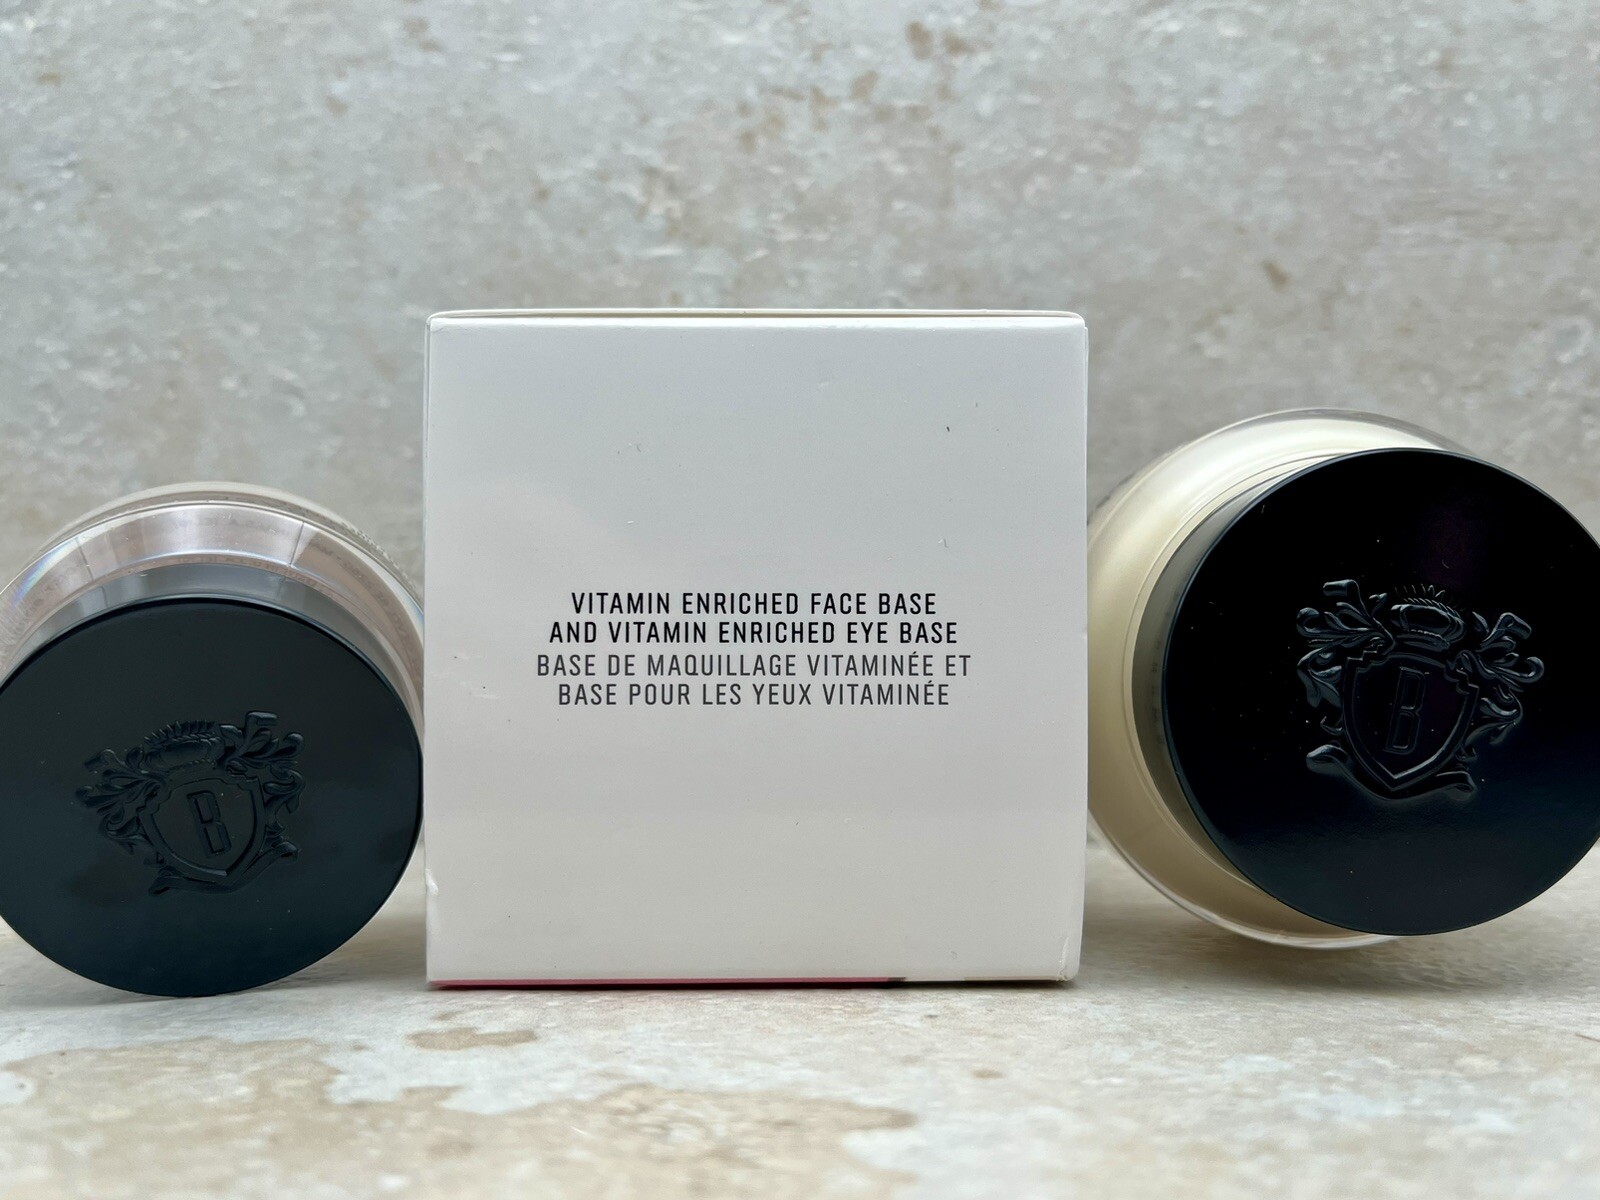 VITAMIN ENRICHED FACE BASE
AND VITAMIN ENRICHED EYE BASE
BASE DE MAQUILLAGE VITAMINÉE ET
BASE POUR LES YEUX VITAMINÉE
B
B